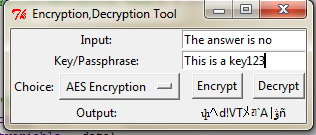 Encryption,Decryption Tool
Input: The answer is no
Key/Passphrase: This is a key123
Choice: AES Encryption Encrypt Decrypt
Output: